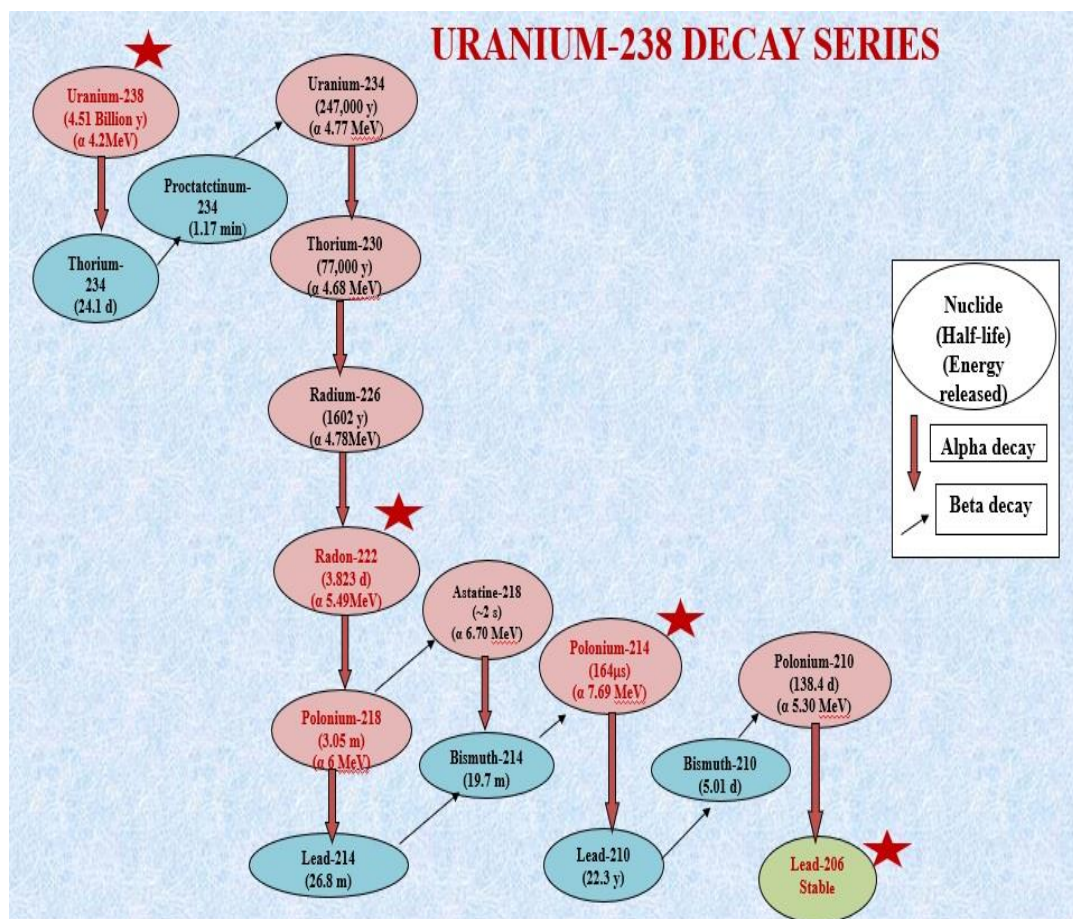 URANIUM-238 DECAY SERIES
Uranium-238
(4.51 Billion y)
(α 4.2MeV)
Uranium-234
(247,000 y)
(α 4.77 MeV)
Proctatctinum-
234
(1.17 min)
Thorium-
234
(24.1 d)
Thorium-230
(77,000 y)
(α 4.68 MeV)
Radium-226
(1602 y)
(α 4.78MeV)
Radon-222
(3.823 d)
(α 5.49MeV)
Astatine-218
(~2 s)
(α 6.70 MeV)
Polonium-218
(3.05 m)
(α 6 MeV)
Bismuth-214
(19.7 m)
Lead-214
(26.8 m)
Polonium-214
(164μs)
(α 7.69 MeV)
Lead-210
(22.3 y)
Bismuth-210
(5.01 d)
Polonium-210
(138.4 d)
(α 5.30 MeV)
Lead-206
Stable
Nuclide
(Half-life)
(Energy
released)
Alpha decay
Beta decay